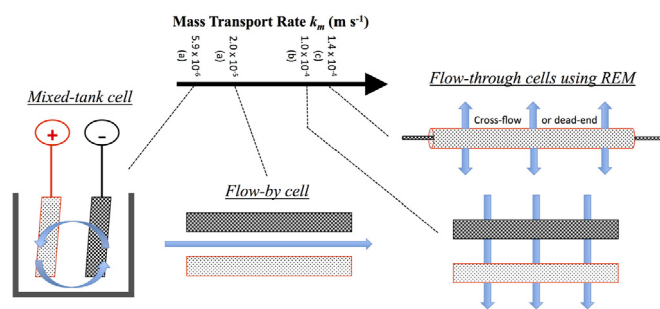 Mass Transport Rate kₘ (m s⁻¹)
5.9 x 10⁻⁶
(a)
2.0 x 10⁻⁵
(a)
1.0 x 10⁻⁴
(b)
1.4 x 10⁻⁴
(c)
Mixed-tank cell
Flow-through cells using REM
+
–
Cross-flow or dead-end
Flow-by cell